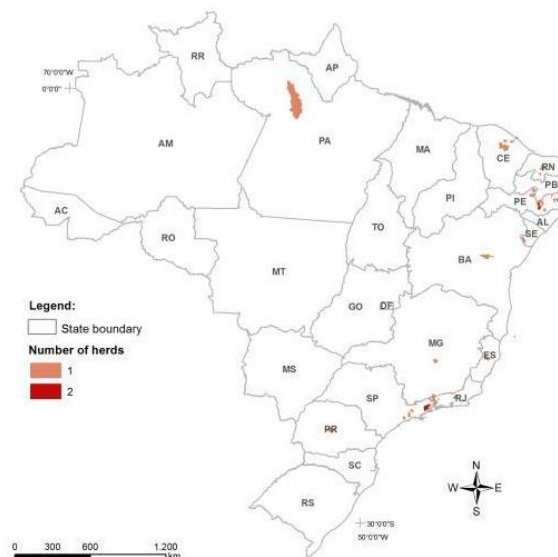 RR
AP
70°0'0"W
0°0'0"
AM
PA
MA
CE
RN
PB
PI
PE
AL
SE
AC
TO
RO
BA
MT
GO
DF
Legend:
State boundary
Number of herds
1
2
MG
ES
MS
SP
RJ
PR
SC
RS
N
W
E
S
30°0'0"S
50°0'0"W
0 300 600 1.200
km